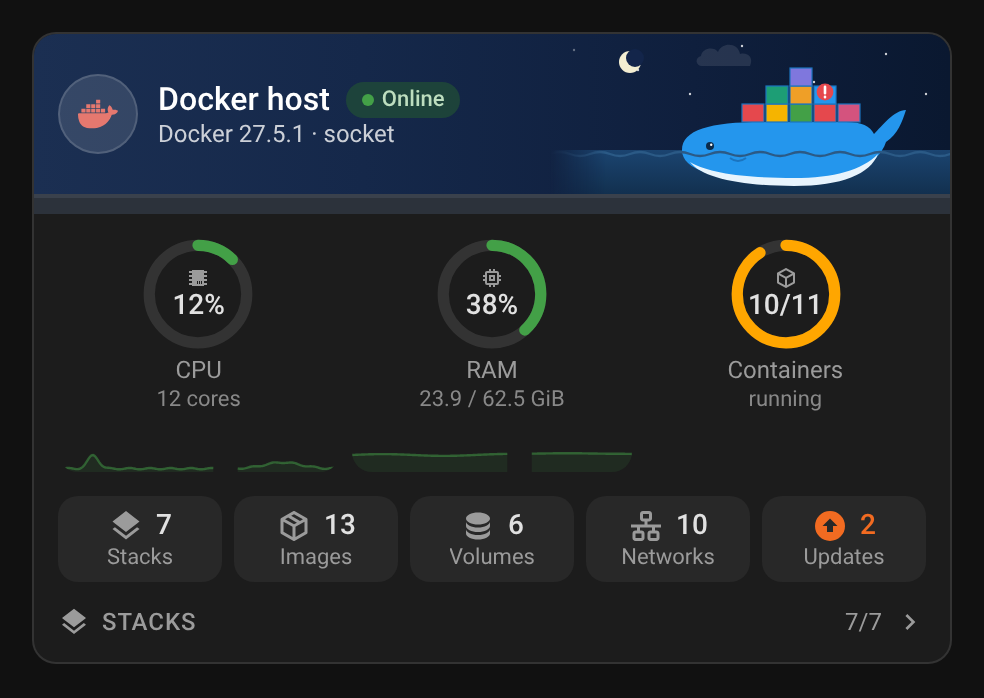 Docker host
Online
Docker 27.5.1 · socket
12%
38%
10/11
CPU
RAM
Containers
12 cores
23.9 / 62.5 GiB
running
7
13
6
10
2
Stacks
Images
Volumes
Networks
Updates
STACKS
7/7